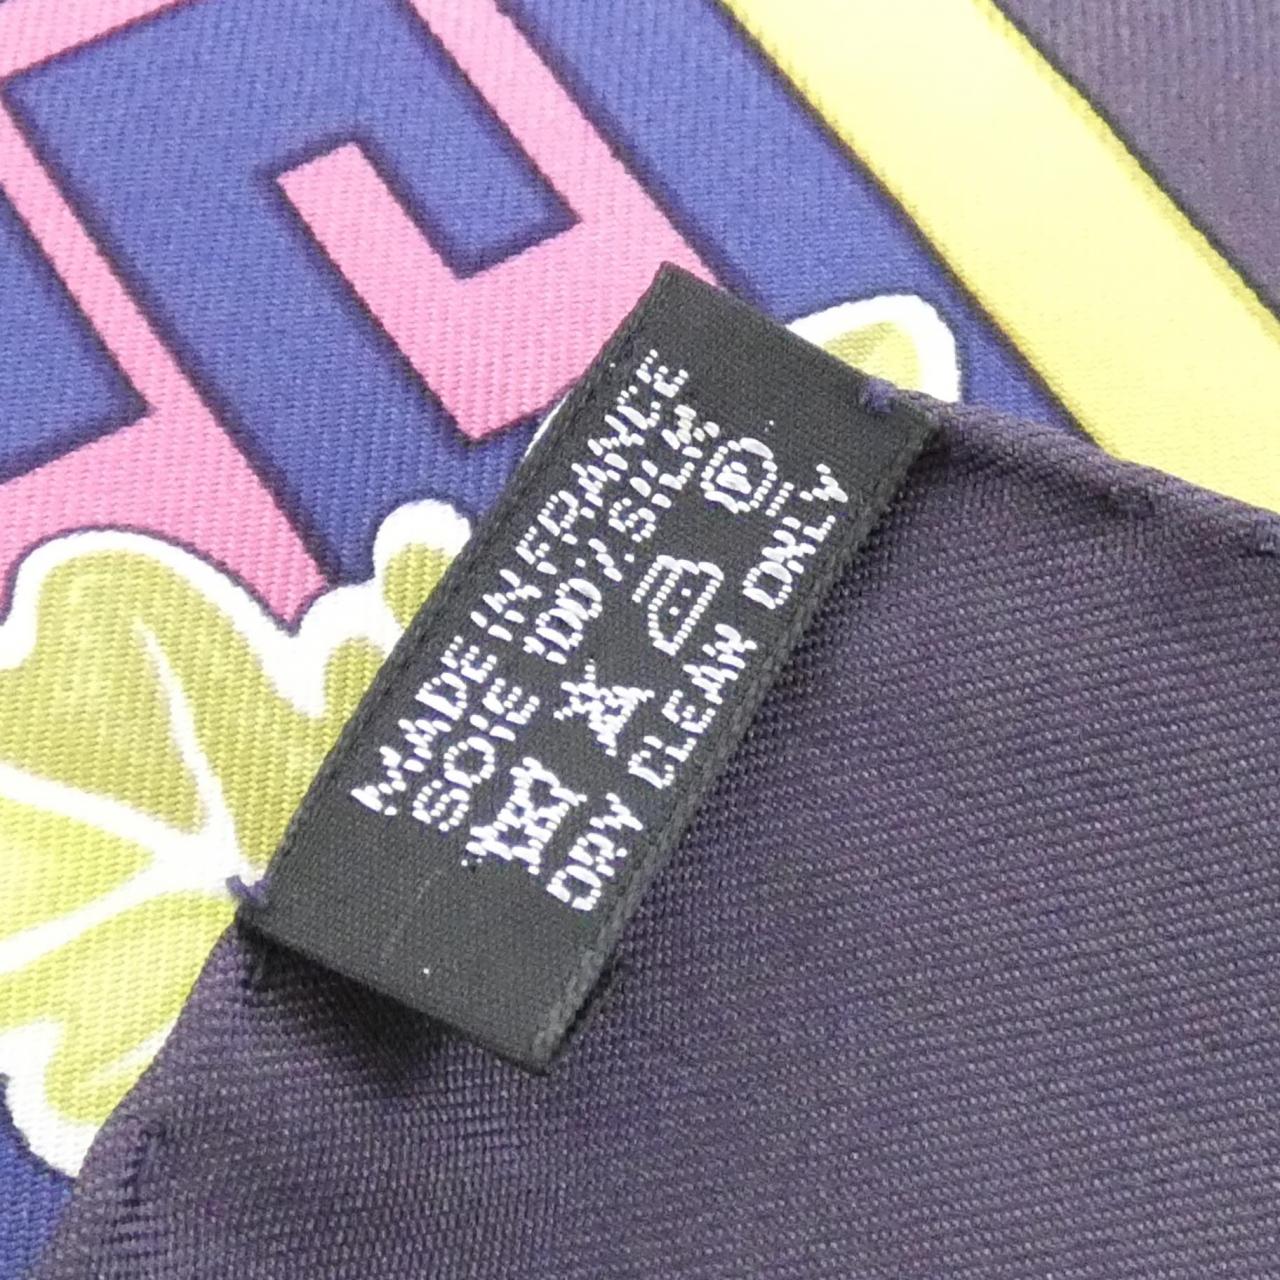 MADE IN FRANCE
SOIE 100% SILK
P
DRY CLEAN ONLY